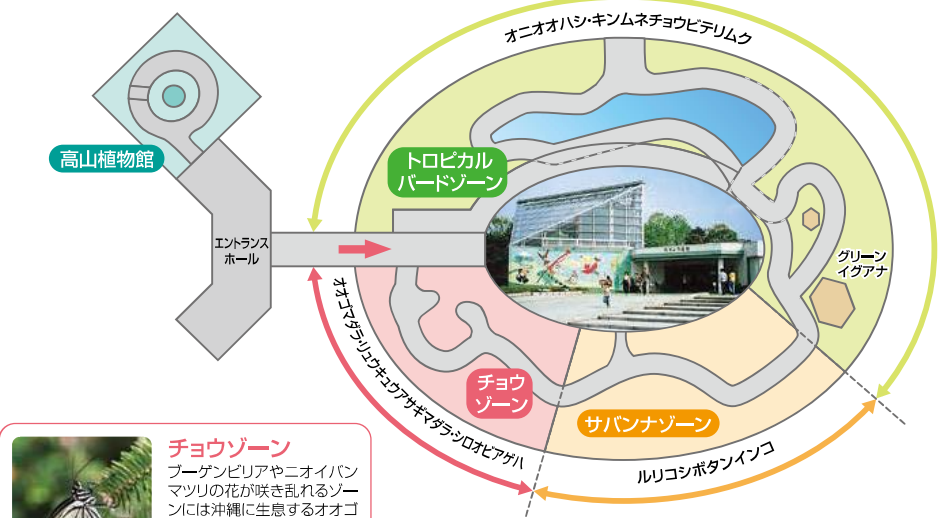 オニオオハシ・キンムネチョウビテリムク
高山植物館
トロピカル
バードゾーン
エントランス
ホール
グリーン
イグアナ
オオゴマダラ・リュウキュウアサギマダラ・シロオビアゲハ
チョウ
ゾーン
サバンナゾーン
ルリコシボタンインコ
チョウゾーン
ブーゲンビリアやニオイバン
マツリの花が咲き乱れるゾー
ンには沖縄に生息するオオゴ